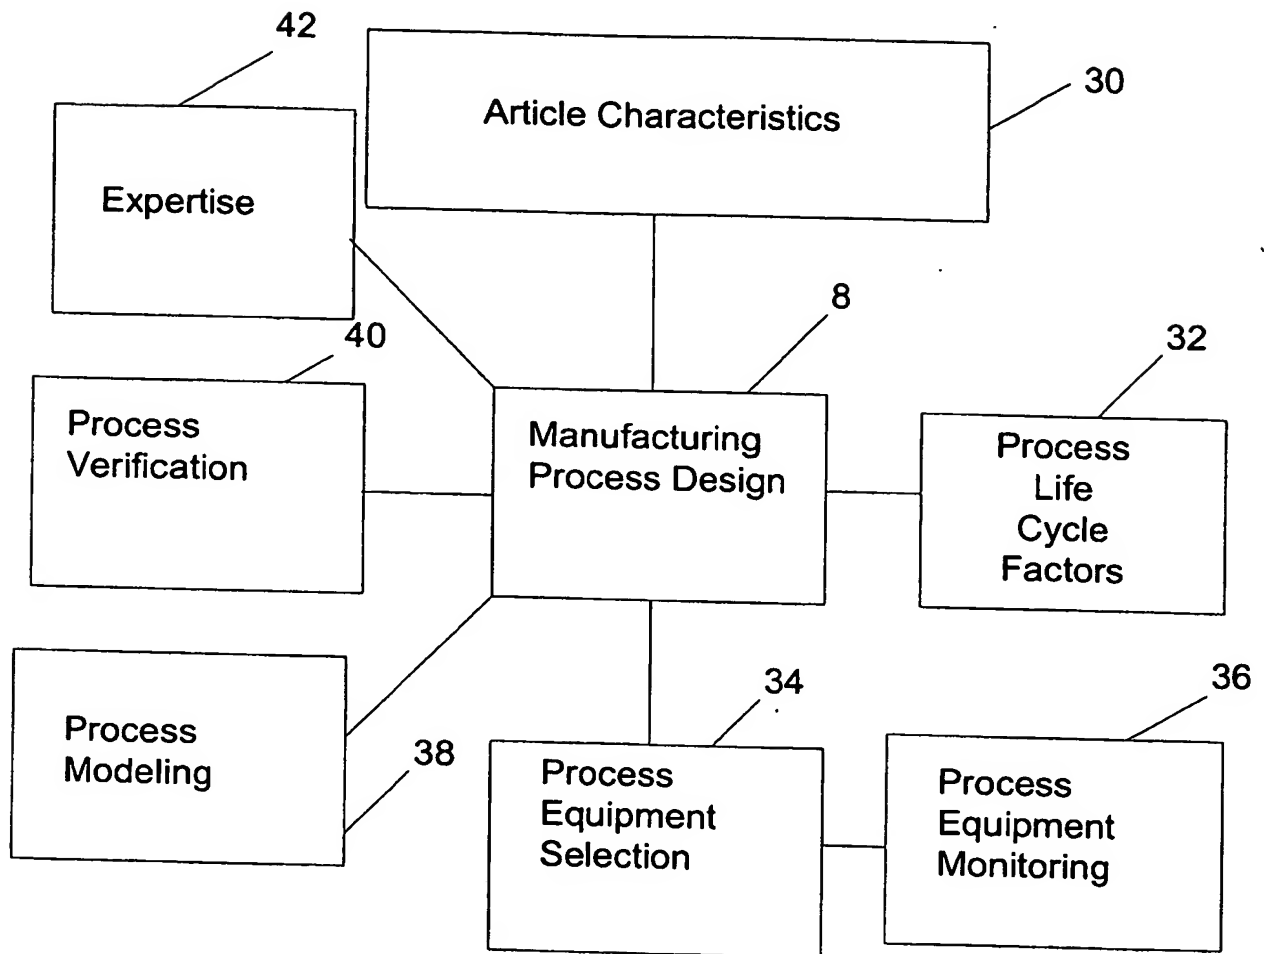 42
Article Characteristics
30
Expertise
8
40
32
Process
Verification
Manufacturing
Process Design
Process
Life
Cycle
Factors
34
36
Process
Modeling
38
Process
Equipment
Selection
Process
Equipment
Monitoring